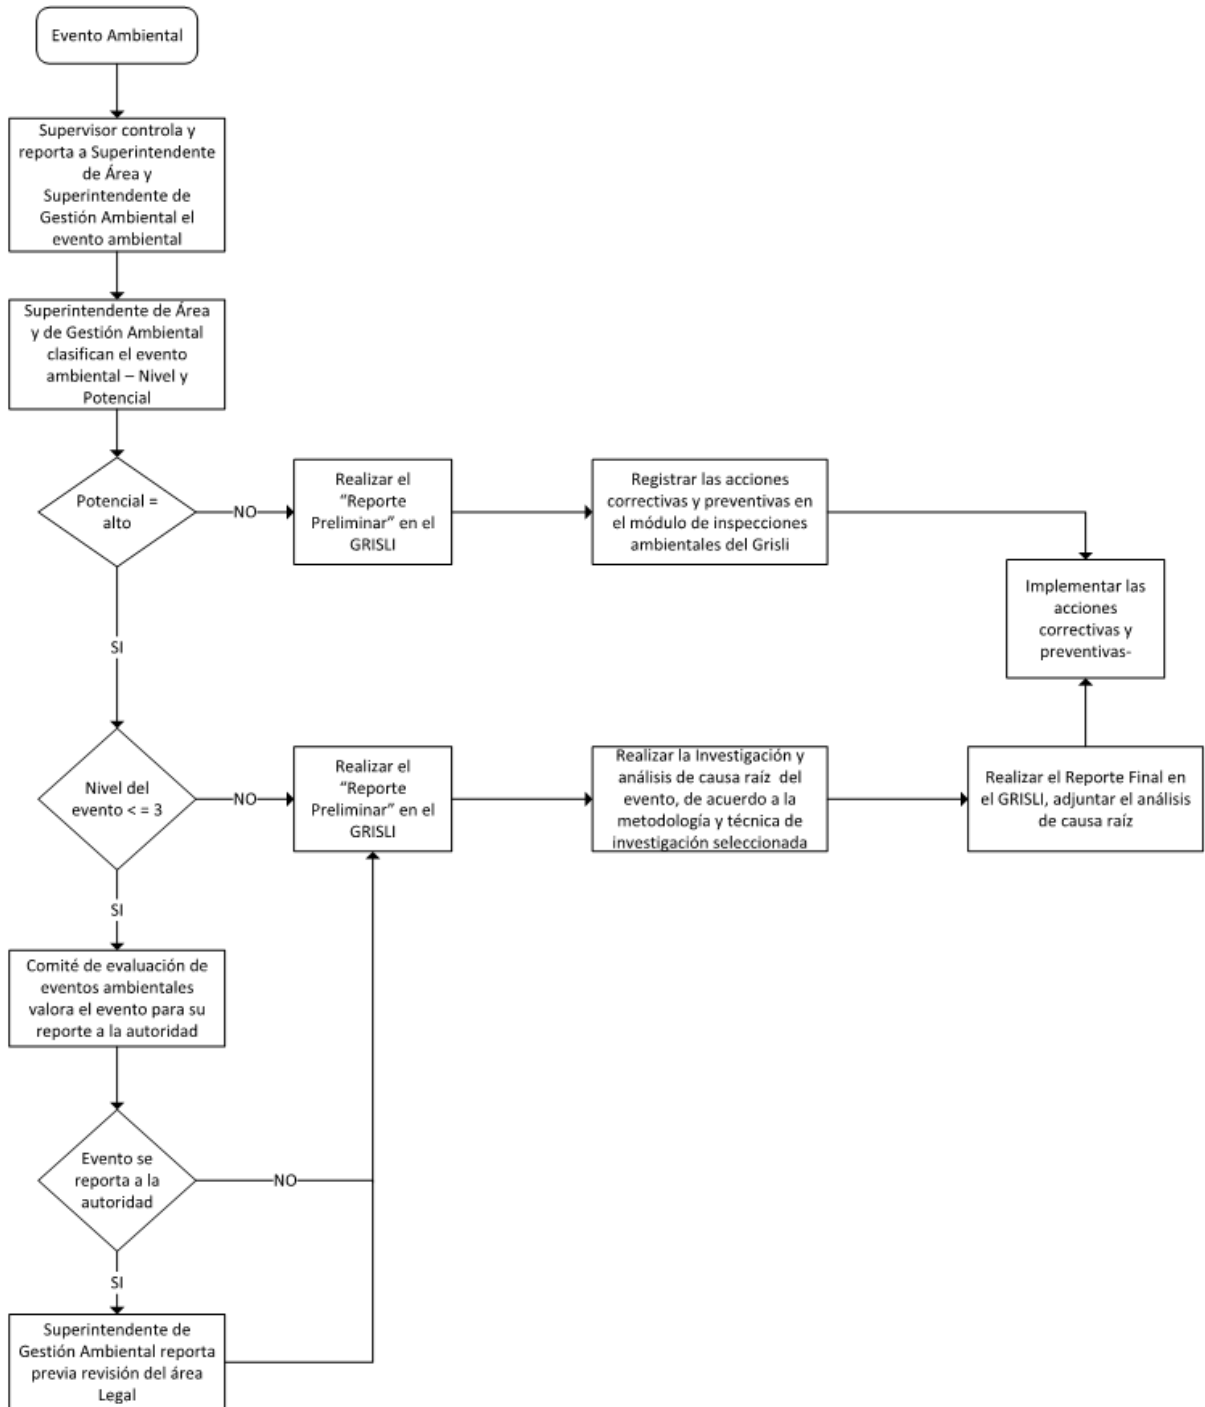 Evento Ambiental
Supervisor controla y
reporta a Superintendente
de Área y
Superintendente de
Gestión Ambiental el
evento ambiental
Superintendente de Área
y de Gestión Ambiental
clasifican el evento
ambiental – Nivel y
Potencial
Potencial =
alto
NO
Realizar el
“Reporte
Preliminar” en el
GRISLI
Registrar las acciones
correctivas y preventivas en
el módulo de inspecciones
ambientales del Grisli
Implementar las
acciones
correctivas y
preventivas-
SI
Nivel del
evento < = 3
NO
Realizar el
“Reporte
Preliminar” en el
GRISLI
Realizar la Investigación y
análisis de causa raíz del
evento, de acuerdo a la
metodología y técnica de
investigación seleccionada
Realizar el Reporte Final en
el GRISLI, adjuntar el análisis
de causa raíz
SI
Comité de evaluación de
eventos ambientales
valora el evento para su
reporte a la autoridad
Evento se
reporta a la
autoridad
NO
SI
Superintendente de
Gestión Ambiental reporta
previa revisión del área
Legal